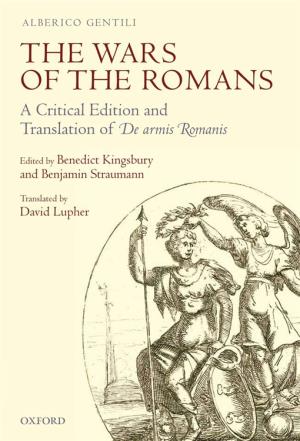 ALBERICO GENTILI
THE WARS
OF THE ROMANS
A Critical Edition and
Translation of De armis Romanis
Edited by Benedict Kingsbury
and Benjamin Straumann
Translated by
David Lupher
OXFORD